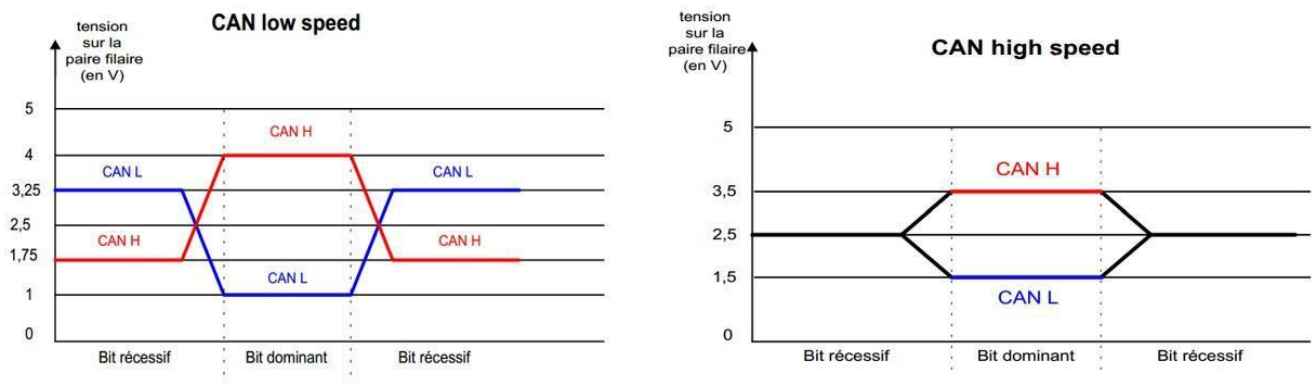 CAN low speed
tension
sur la
paire filaire
(en V)
5
CAN H
4
CAN L
CAN L
3,25
2,5
CAN H
CAN H
1,75
CAN L
1
0
Bit récessif
Bit dominant
Bit récessif
tension
sur la
paire filaire
(en V)
CAN high speed
5
CAN H
3,5
2,5
1,5
CAN L
0
Bit récessif
Bit dominant
Bit récessif